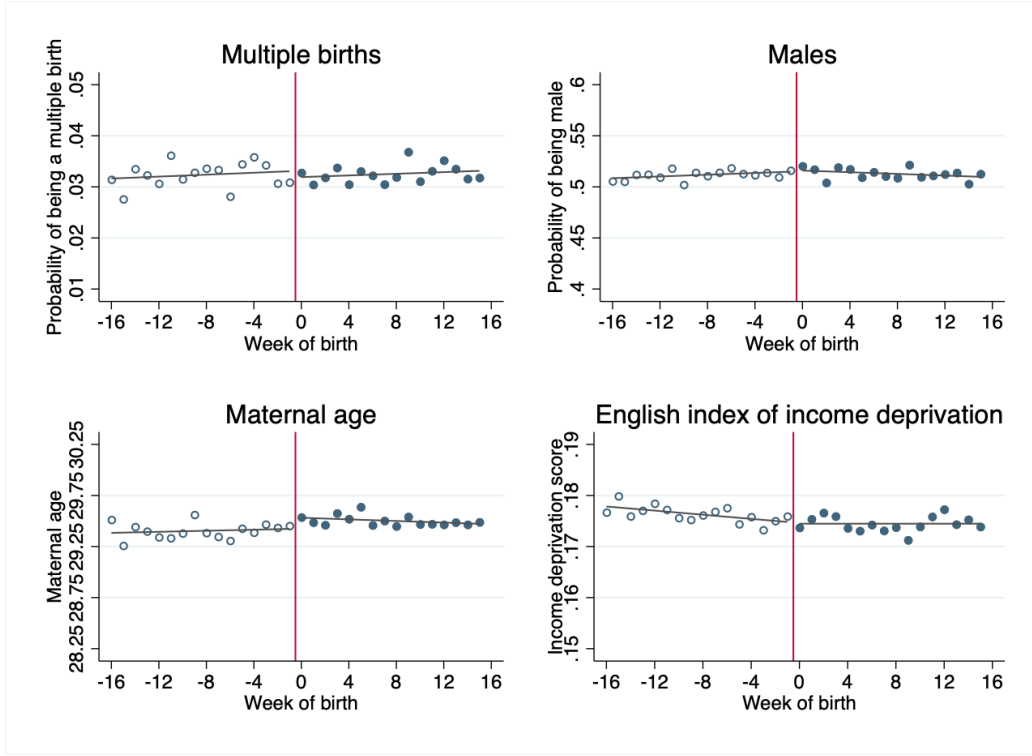 Multiple births
Probability of being a multiple birth
.05
.04
.03
.02
.01
-16 -12 -8 -4 0 4 8 12 16
Week of birth
Males
Probability of being male
.6
.55
.5
.45
.4
-16 -12 -8 -4 0 4 8 12 16
Week of birth
Maternal age
Maternal age
30.25
29.75
29.25
28.75
28.25
-16 -12 -8 -4 0 4 8 12 16
Week of birth
English index of income deprivation
Income deprivation score
.19
.18
.17
.16
.15
-16 -12 -8 -4 0 4 8 12 16
Week of birth